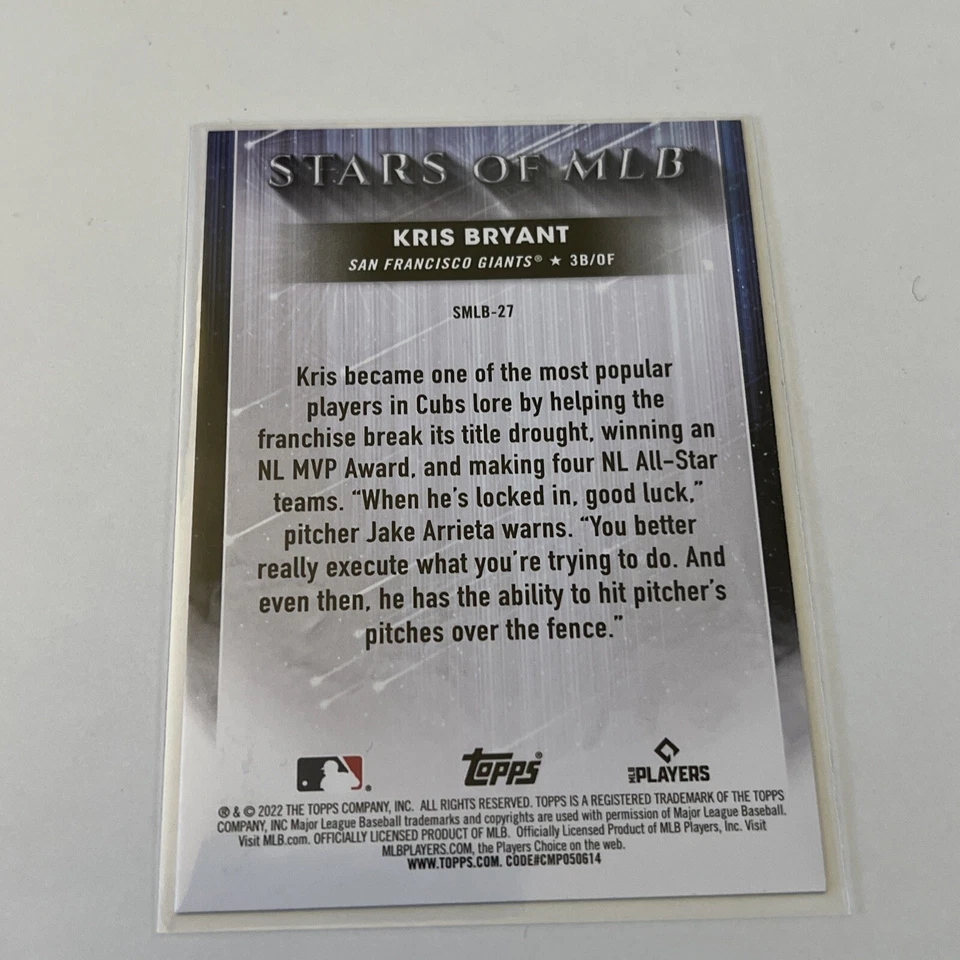 STARS OF MLB™
KRIS BRYANT
SAN FRANCISCO GIANTS® ★ 3B/OF
SMLB-27
Kris became one of the most popular
players in Cubs lore by helping the
franchise break its title drought, winning an
NL MVP Award, and making four NL All-Star
teams. “When he’s locked in, good luck,”
pitcher Jake Arrieta warns. “You better
really execute what you’re trying to do. And
even then, he has the ability to hit pitcher’s
pitches over the fence.”
Topps® MLB PLAYERS
® & © 2022 THE TOPPS COMPANY, INC. ALL RIGHTS RESERVED. TOPPS IS A REGISTERED TRADEMARK OF THE TOPPS
COMPANY, INC Major League Baseball trademarks and copyrights are used with permission of Major League Baseball.
Visit MLB.com. OFFICIALLY LICENSED PRODUCT OF MLB. Officially Licensed Product of MLB Players, Inc. Visit
MLBPLAYERS.COM, the Players Choice on the web.
WWW.TOPPS.COM. CODE#CMP050614